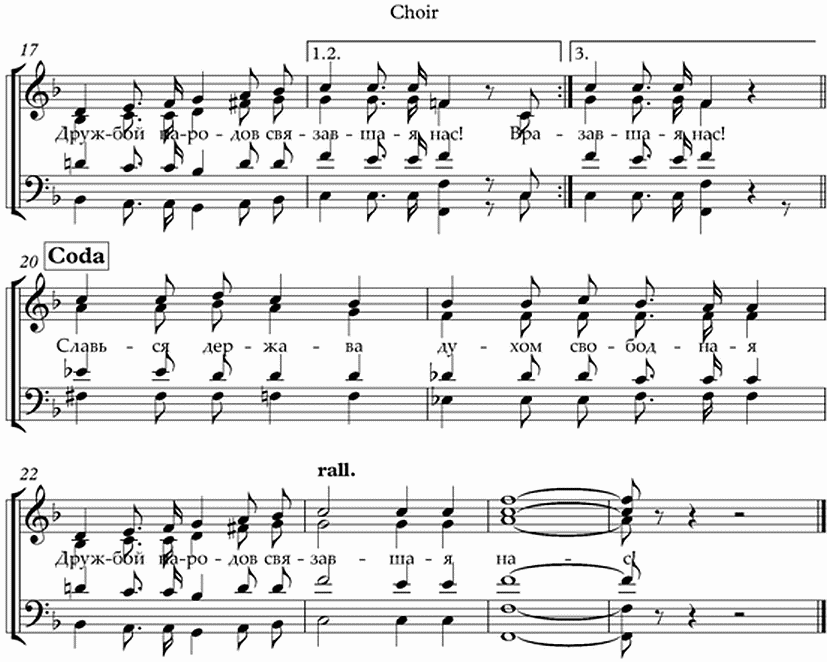 Choir
17 1.2. 3.
Друж-бой на-ро-дов свя-зав-ша-я нас! Вра-зав-ша-я нас!
20 Coda
Славь-ся дер-жа-ва ду-хом сво-бод-на-я
22 rall.
Друж-бой на-ро-дов свя-зав-ша-я на-с!